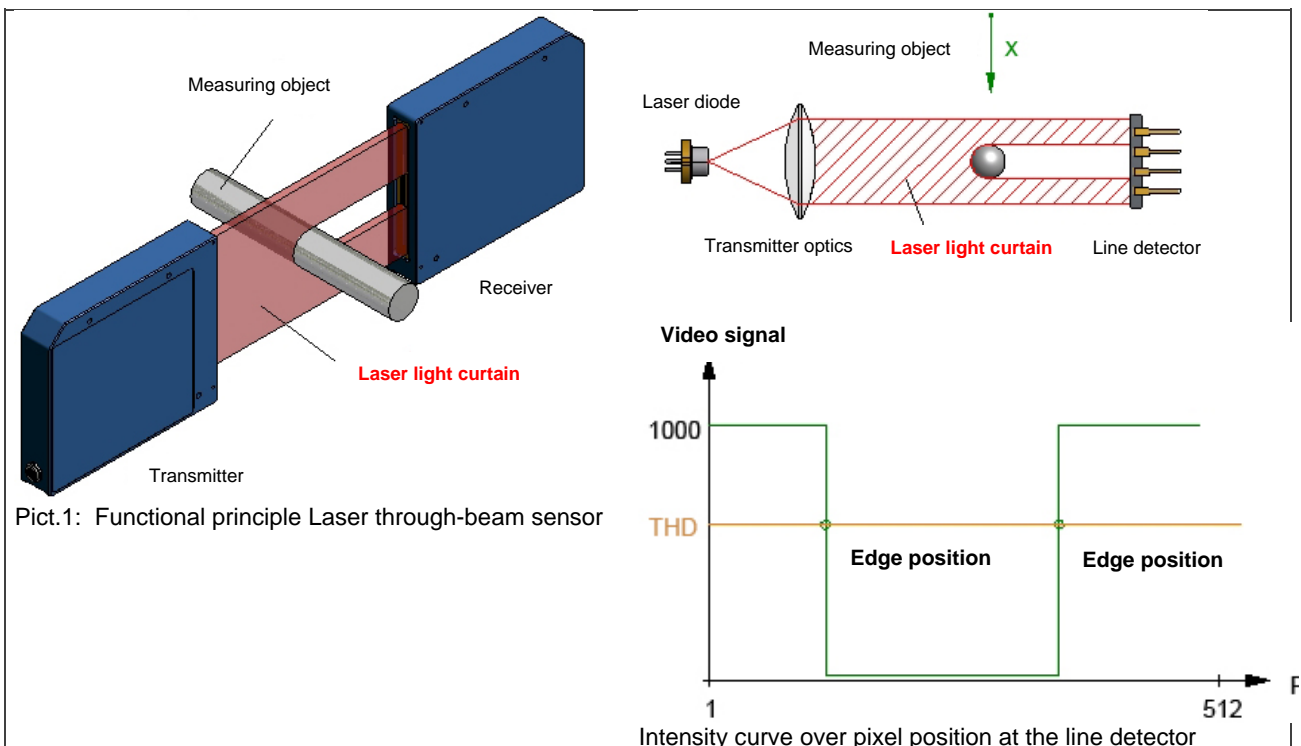 Measuring object
Receiver
Laser light curtain
Transmitter
Pict.1: Functional principle Laser through-beam sensor
Measuring object
X
Laser diode
Transmitter optics
Laser light curtain
Line detector
Video signal
1000
THD
Edge position
Edge position
1
512
Intensity curve over pixel position at the line detector